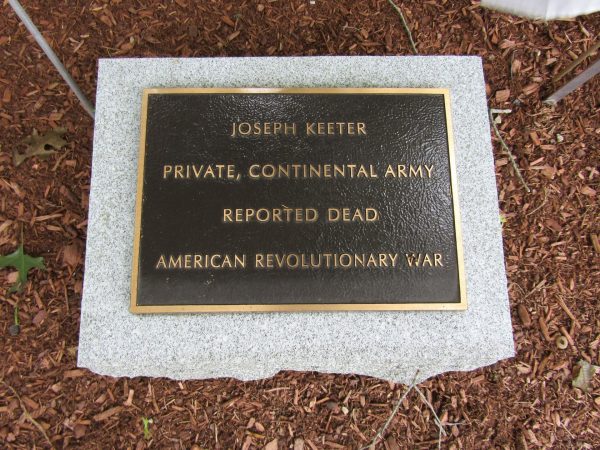 JOSEPH KEETER
PRIVATE, CONTINENTAL ARMY
REPORTED DEAD
AMERICAN REVOLUTIONARY WAR